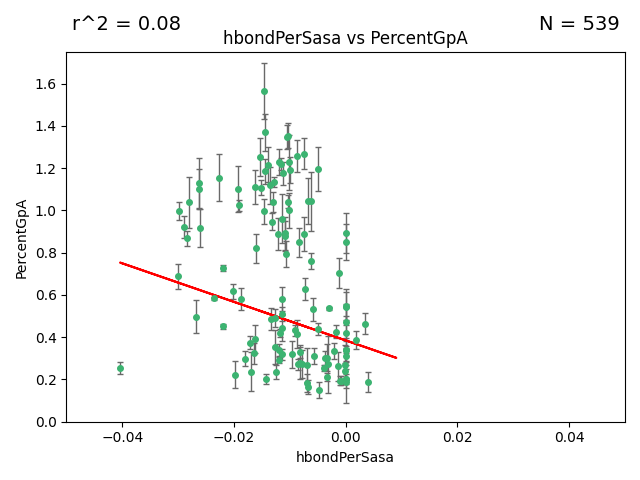 r^2 = 0.08
N = 539
hbondPerSasa vs PercentGpA
PercentGpA
1.6
1.4
1.2
1.0
0.8
0.6
0.4
0.2
0.0
−0.04 −0.02 0.00 0.02 0.04
hbondPerSasa